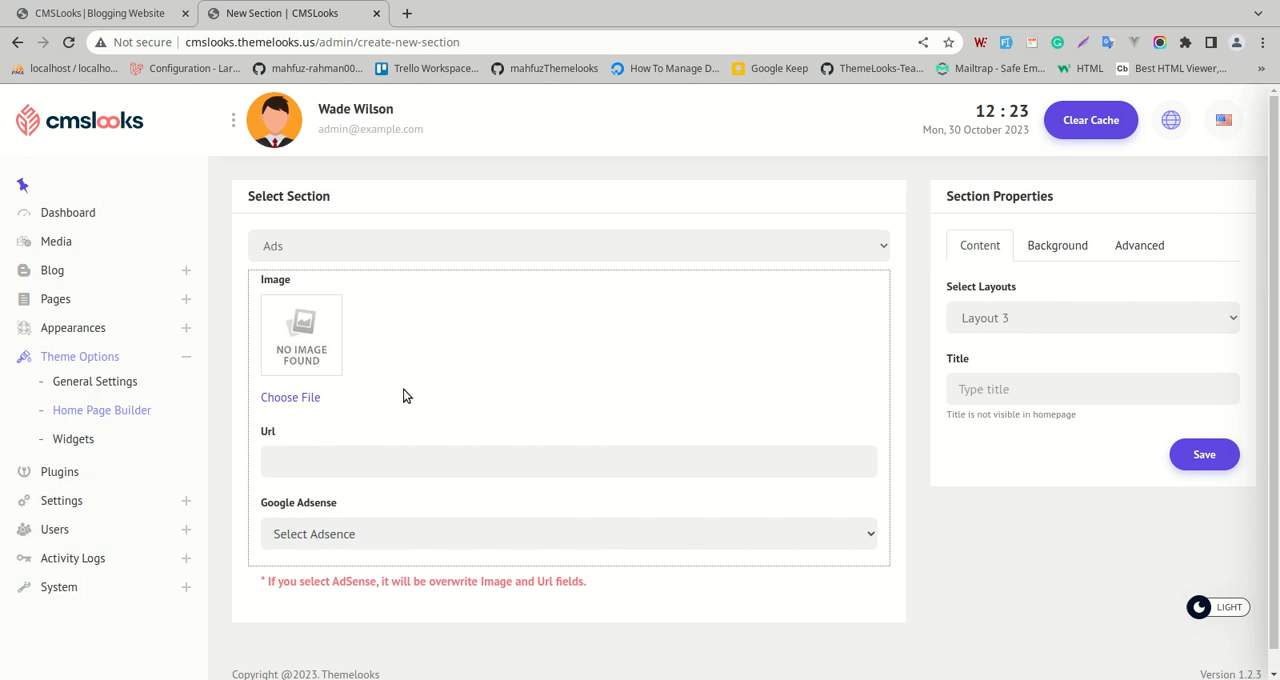 CMSLooks|Blogging Website
New Section | CMSLooks
Not secure cmslooks.themelooks.us/admin/create-new-section
localhost / localho...
Configuration - Lar...
mahfuz-rahman00...
Trello Workspace...
mahfuzThemelooks
How To Manage D...
Google Keep
ThemeLooks-Tea...
Mailtrap - Safe Em...
HTML
Best HTML Viewer,...
»
cmslooks
Wade Wilson
admin@example.com
12 : 23
Mon, 30 October 2023
Clear Cache
Dashboard
Media
Blog
Pages
Appearances
Theme Options
- General Settings
- Home Page Builder
- Widgets
Plugins
Settings
Users
Activity Logs
System
Select Section
Ads
Image
NO IMAGE
FOUND
Choose File
Url
Google Adsense
Select Adsence
* If you select AdSense, it will be overwrite Image and Url fields.
Section Properties
Content Background Advanced
Select Layouts
Layout 3
Title
Type title
Title is not visible in homepage
Save
LIGHT
Copyright @2023. Themelooks
Version 1.2.3